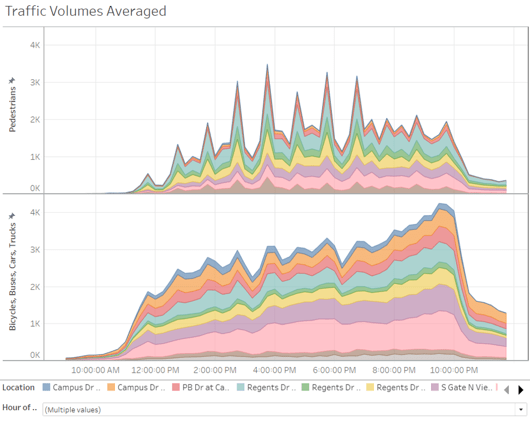 Traffic Volumes Averaged
Pedestrians
4K
3K
2K
1K
0K
Bicycles, Buses, Cars, Trucks
4K
3K
2K
1K
0K
10:00:00 AM 12:00:00 PM 2:00:00 PM 4:00:00 PM 6:00:00 PM 8:00:00 PM 10:00:00 PM
Location Campus Dr .. Campus Dr .. PB Dr at Ca.. Regents Dr .. Regents Dr .. Regents Dr .. S Gate N Vie..
Hour of .. (Multiple values)